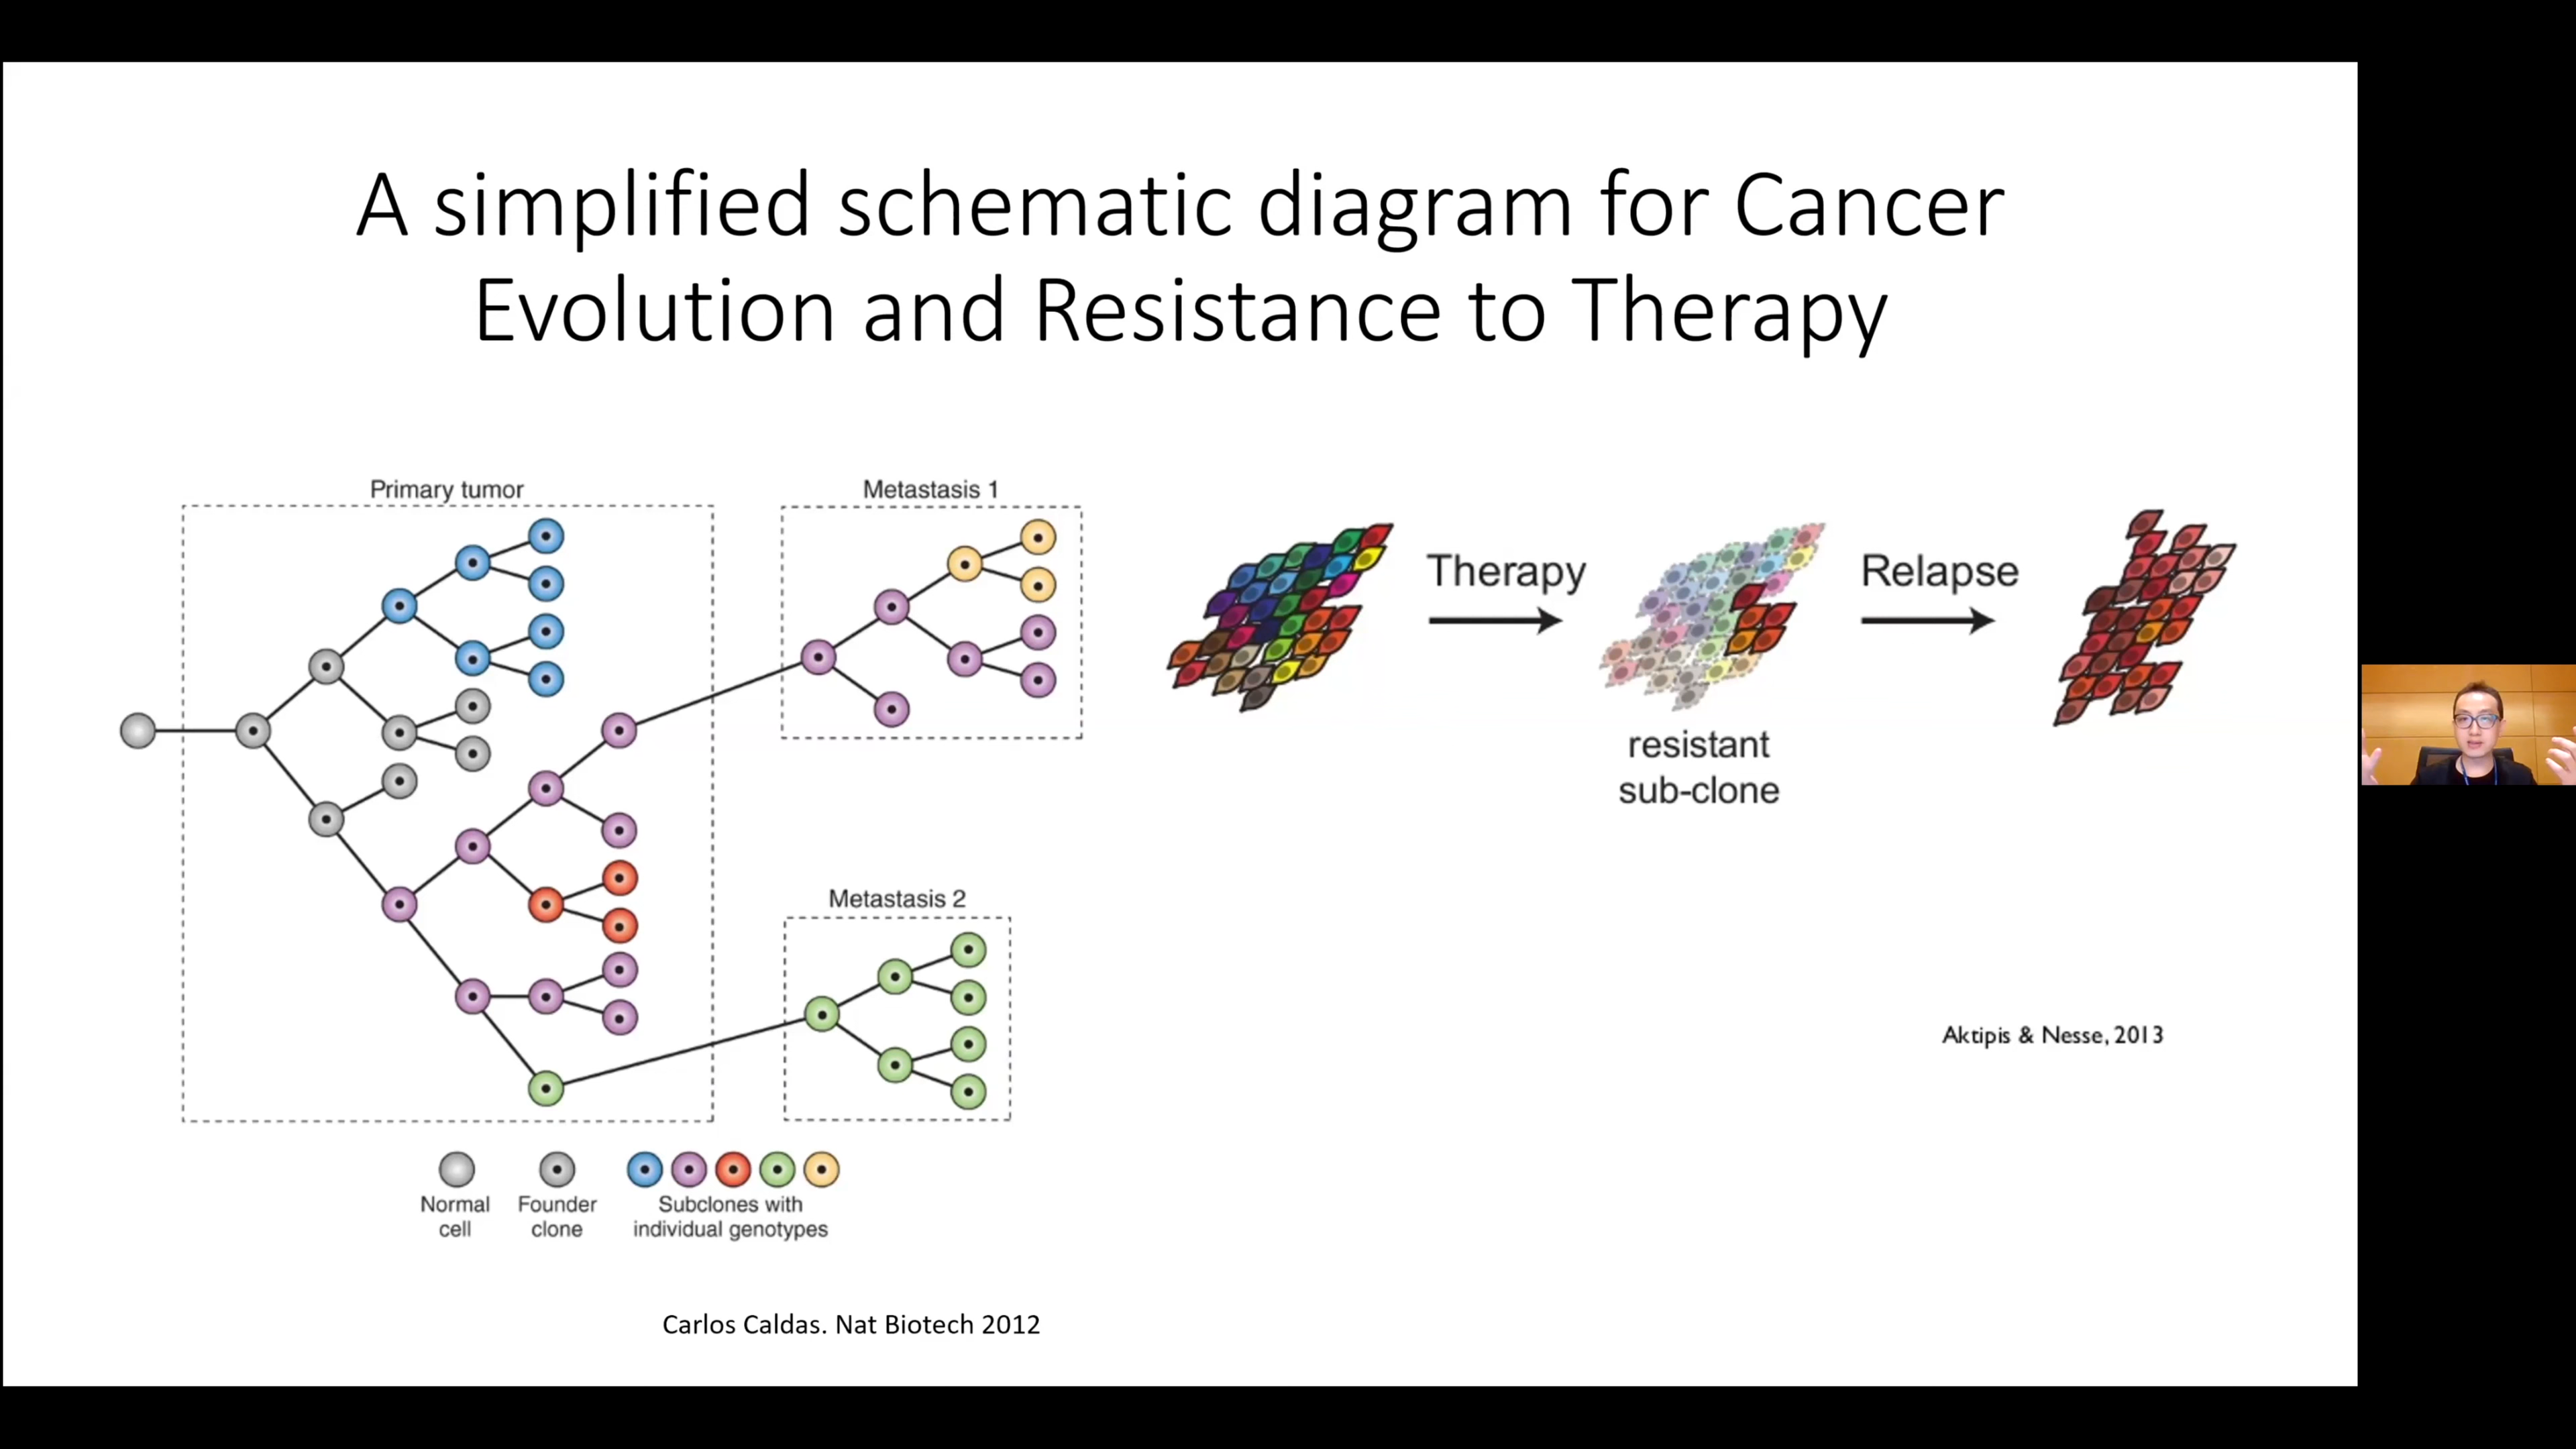 A simplified schematic diagram for Cancer
Evolution and Resistance to Therapy
Primary tumor
Metastasis 1
Metastasis 2
Normal
cell
Founder
clone
Subclones with
individual genotypes
Carlos Caldas. Nat Biotech 2012
Therapy
resistant
sub-clone
Relapse
Aktipis & Nesse, 2013